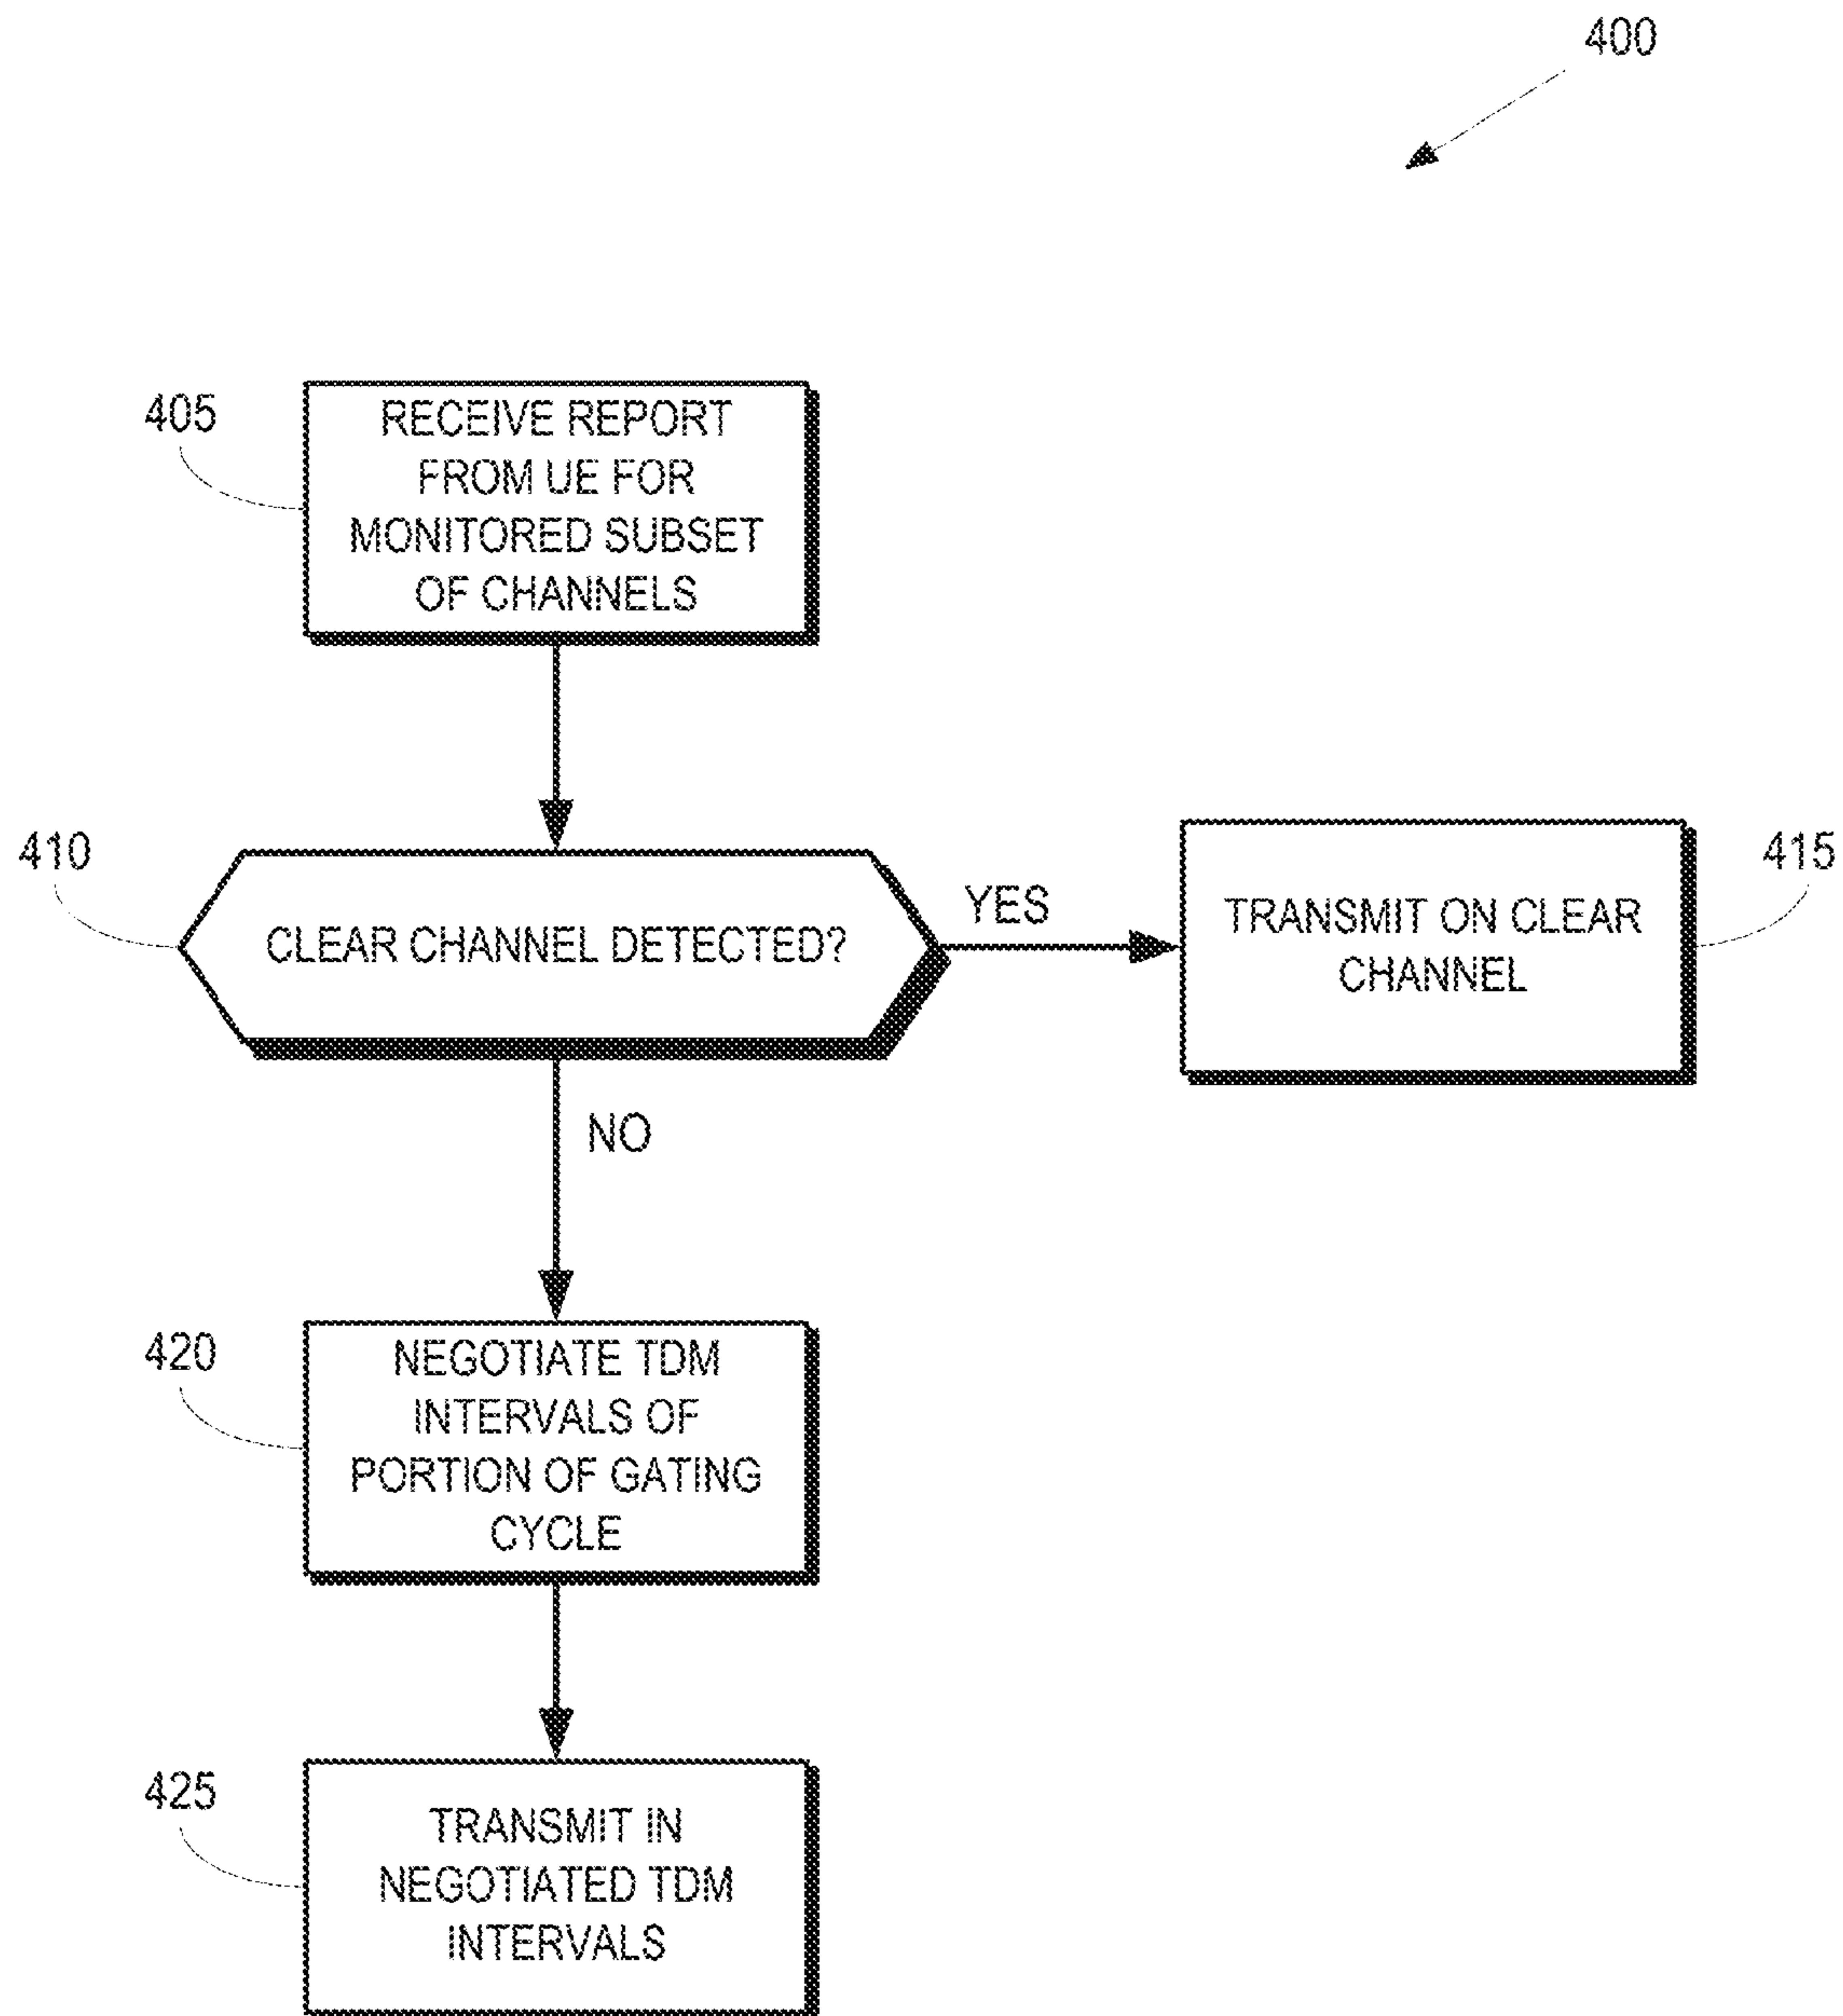 400
405
RECEIVE REPORT
FROM UE FOR
MONITORED SUBSET
OF CHANNELS
410
CLEAR CHANNEL DETECTED?
YES
415
TRANSMIT ON CLEAR
CHANNEL
NO
420
NEGOTIATE TDM
INTERVALS OF
PORTION OF GATING
CYCLE
425
TRANSMIT IN
NEGOTIATED TDM
INTERVALS